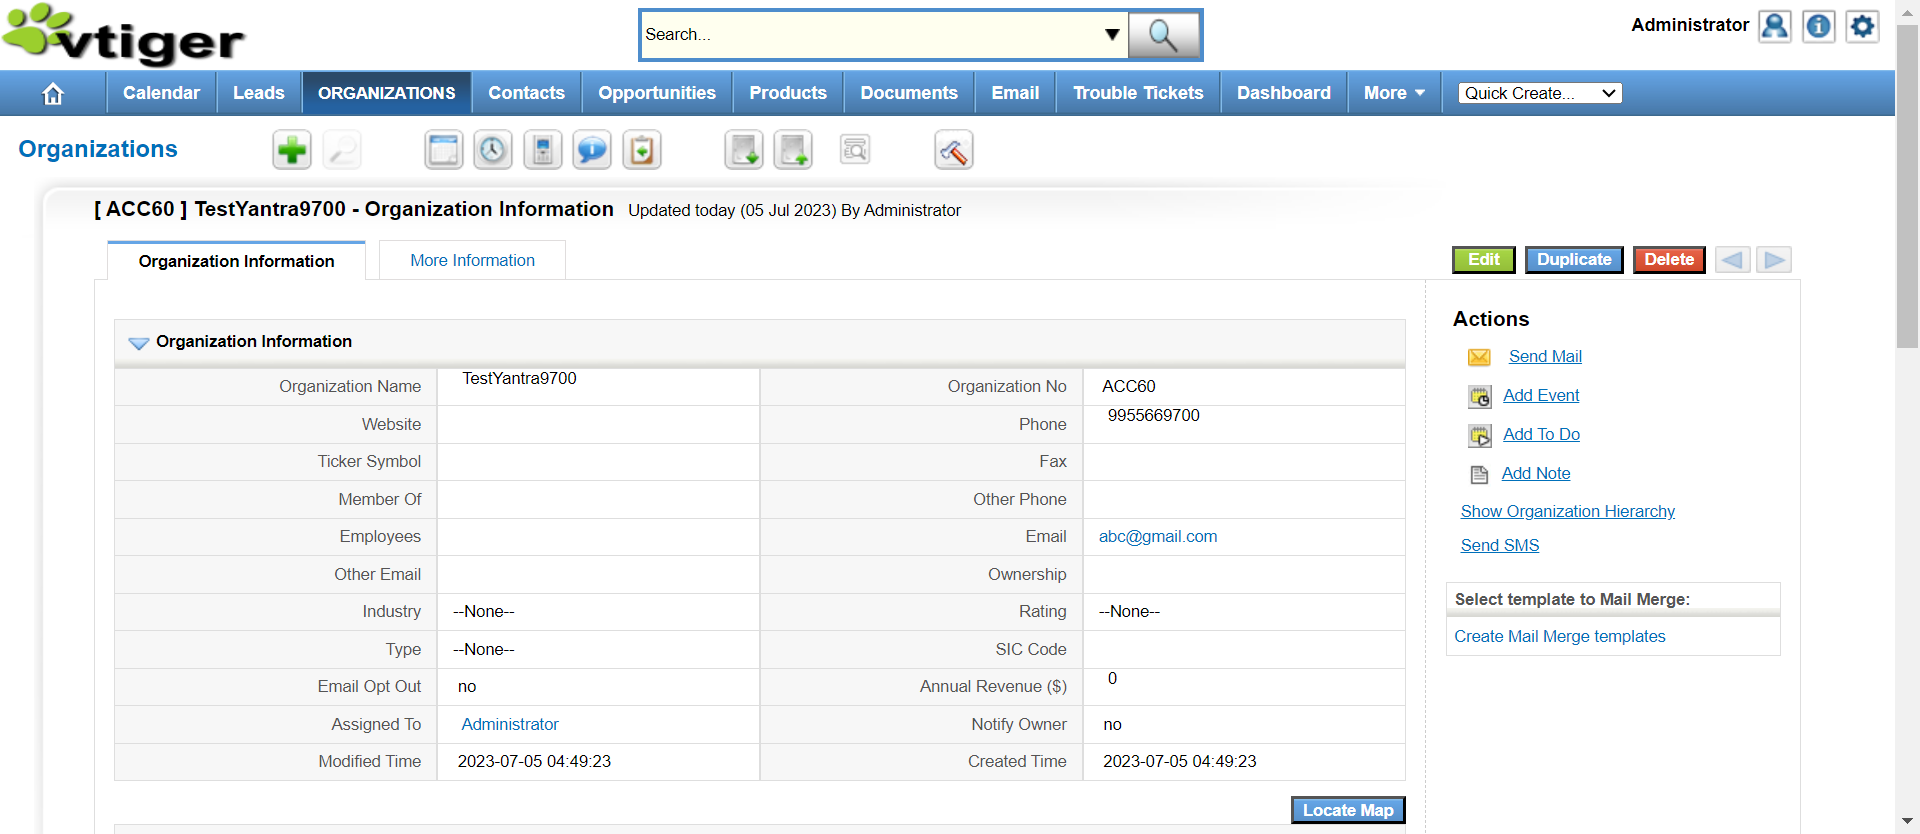 vtiger
Search...
Administrator
Calendar Leads ORGANIZATIONS Contacts Opportunities Products Documents Email Trouble Tickets Dashboard More Quick Create...
Organizations
[ ACC60 ] TestYantra9700 - Organization Information Updated today (05 Jul 2023) By Administrator
Organization Information More Information Edit Duplicate Delete
Organization Information
Organization Name TestYantra9700 Organization No ACC60
Website Phone 9955669700
Ticker Symbol Fax
Member Of Other Phone
Employees Email abc@gmail.com
Other Email Ownership
Industry --None-- Rating --None--
Type --None-- SIC Code
Email Opt Out no Annual Revenue ($) 0
Assigned To Administrator Notify Owner no
Modified Time 2023-07-05 04:49:23 Created Time 2023-07-05 04:49:23
Locate Map
Actions
Send Mail
Add Event
Add To Do
Add Note
Show Organization Hierarchy
Send SMS
Select template to Mail Merge:
Create Mail Merge templates